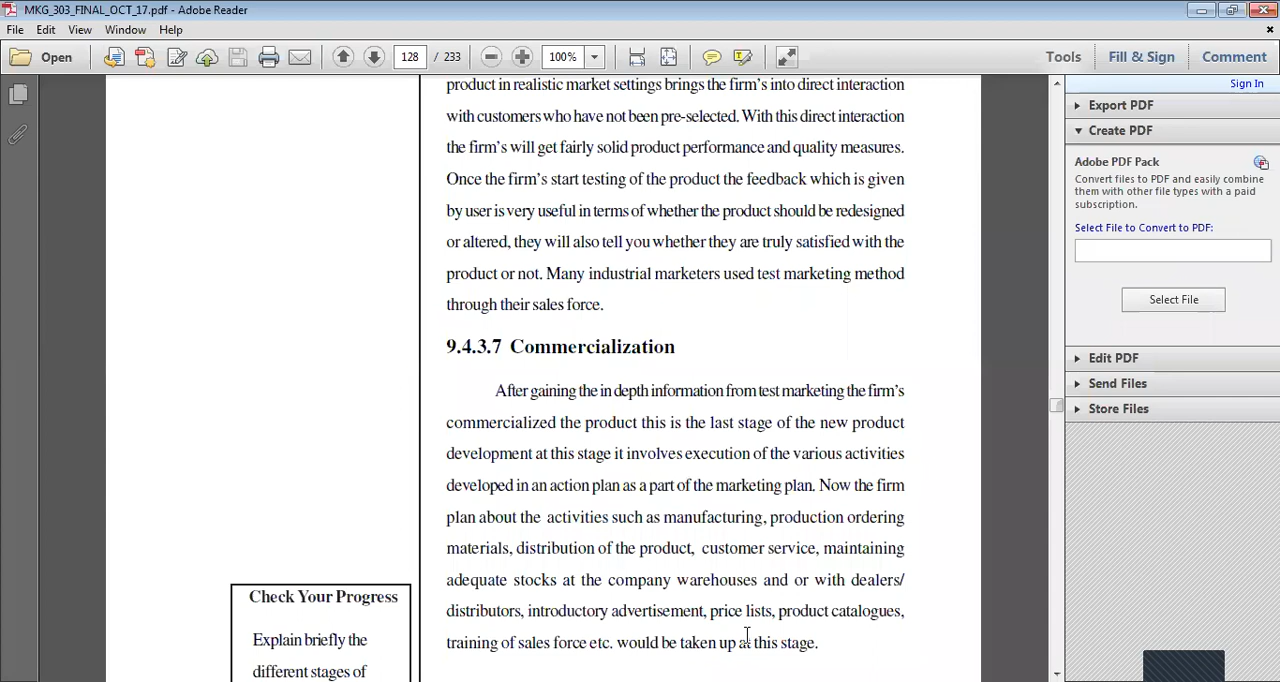 MKG_303_FINAL_OCT_17.pdf - Adobe Reader
File Edit View Window Help
Open 128 / 233 100% Tools Fill & Sign Comment
Sign In
Export PDF
Create PDF
Adobe PDF Pack
Convert files to PDF and easily combine
them with other file types with a paid
subscription.
Select File to Convert to PDF:
Select File
Edit PDF
Send Files
Store Files
product in realistic market settings brings the firm's into direct interaction
with customers who have not been pre-selected. With this direct interaction
the firm's will get fairly solid product performance and quality measures.
Once the firm's start testing of the product the feedback which is given
by user is very useful in terms of whether the product should be redesigned
or altered, they will also tell you whether they are truly satisfied with the
product or not. Many industrial marketers used test marketing method
through their sales force.
9.4.3.7 Commercialization
After gaining the in depth information from test marketing the firm's
commercialized the product this is the last stage of the new product
development at this stage it involves execution of the various activities
developed in an action plan as a part of the marketing plan. Now the firm
plan about the activities such as manufacturing, production ordering
materials, distribution of the product, customer service, maintaining
adequate stocks at the company warehouses and or with dealers/
distributors, introductory advertisement, price lists, product catalogues,
training of sales force etc. would be taken up at this stage.
Check Your Progress
Explain briefly the
different stages of